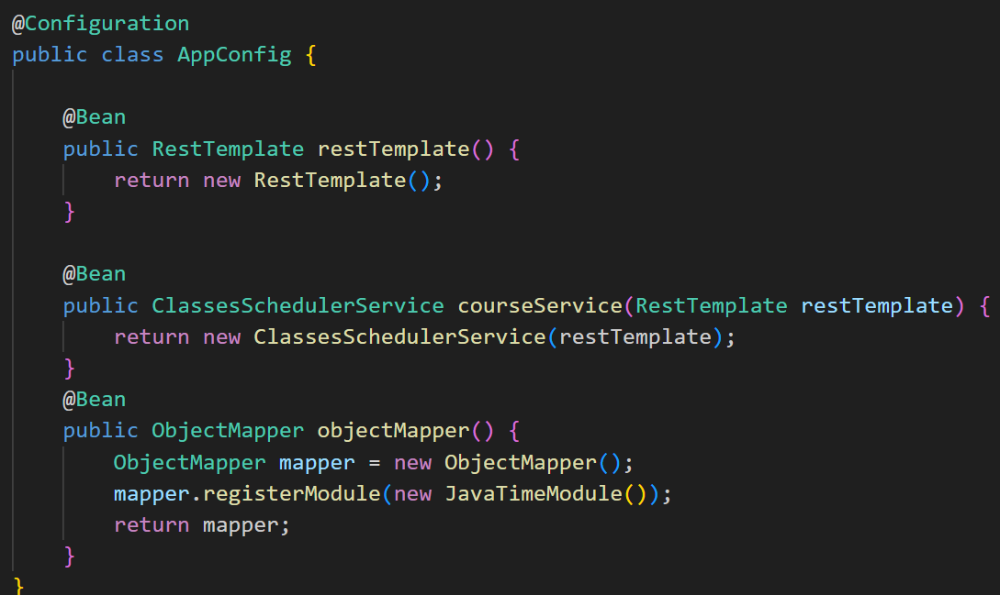 @Configuration
public class AppConfig {
@Bean
public RestTemplate restTemplate() {
return new RestTemplate();
}
@Bean
public ClassesSchedulerService courseService(RestTemplate restTemplate) {
return new ClassesSchedulerService(restTemplate);
}
@Bean
public ObjectMapper objectMapper() {
ObjectMapper mapper = new ObjectMapper();
mapper.registerModule(new JavaTimeModule());
return mapper;
}
}